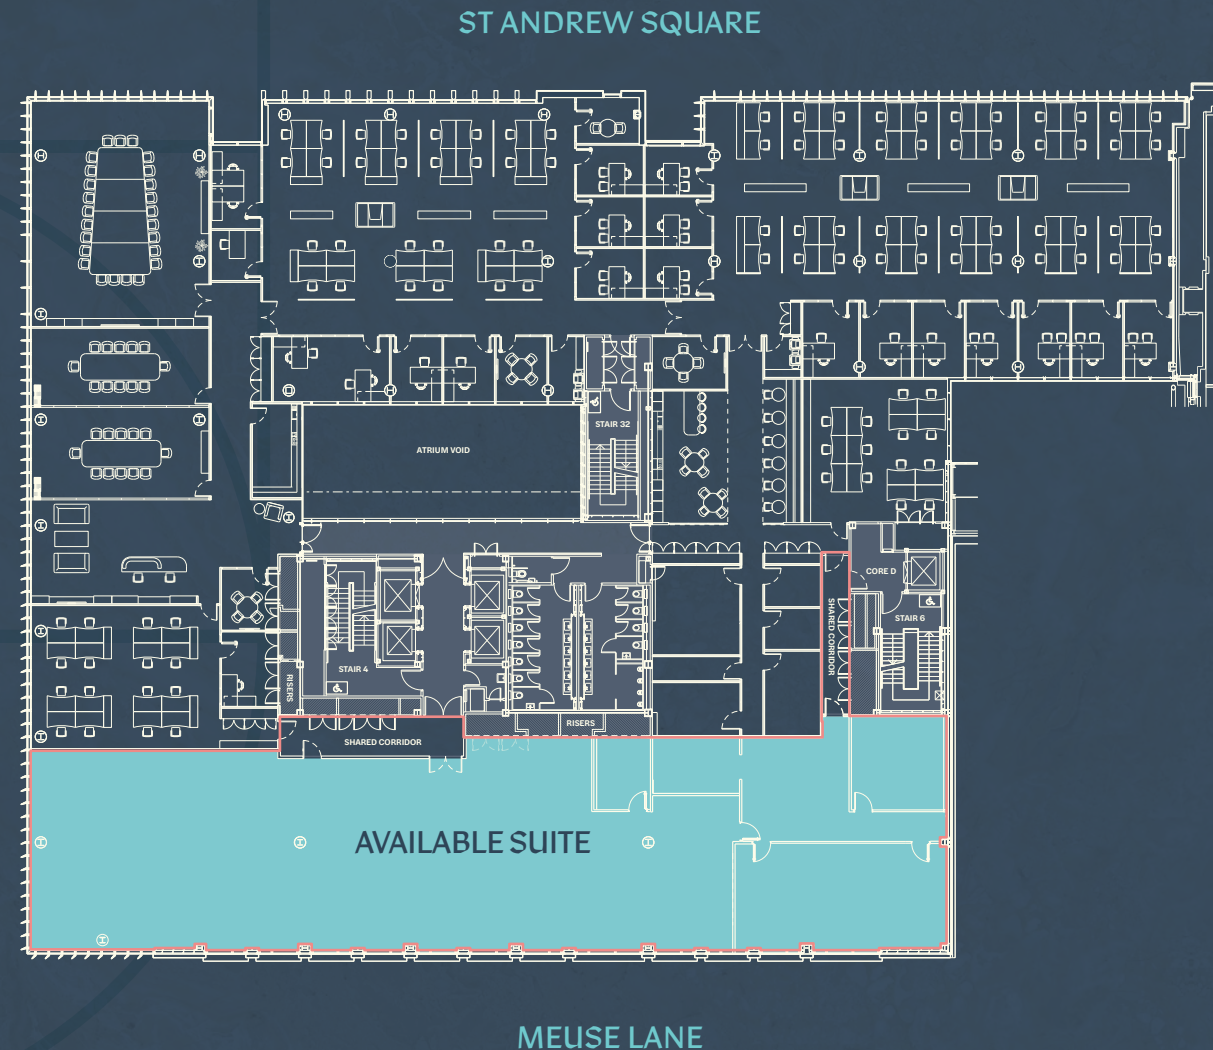 ST ANDREW SQUARE
STAIR 32
ATRIUM VOID
CORE D
SHARED CORRIDOR
STAIR 6
STAIR 4
RISERS
RISERS
SHARED CORRIDOR
AVAILABLE SUITE
MEUSE LANE